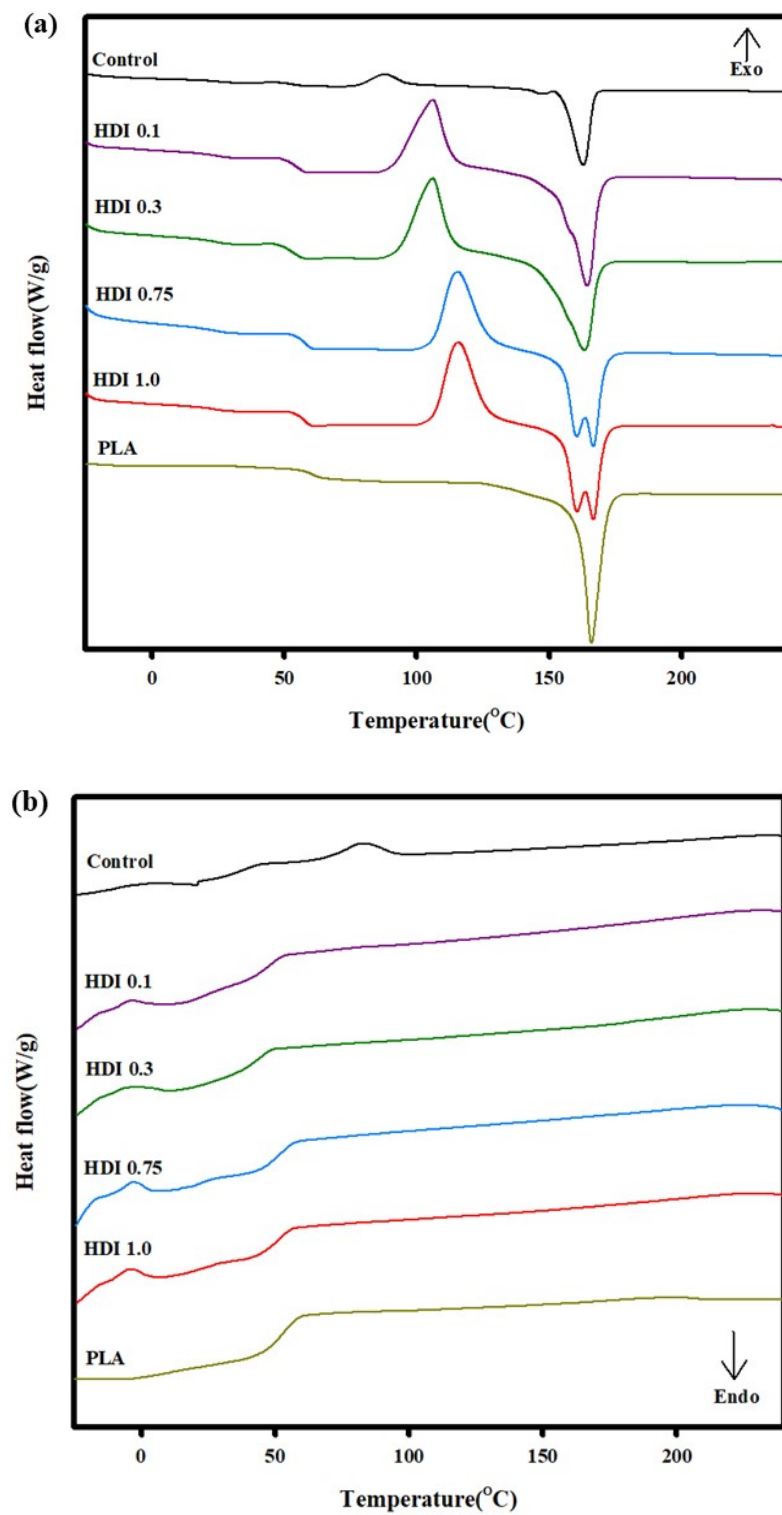 (a)
Control
Exo
HDI 0.1
HDI 0.3
HDI 0.75
HDI 1.0
PLA
Heat flow(W/g)
0 50 100 150 200
Temperature(°C)
(b)
Control
HDI 0.1
HDI 0.3
HDI 0.75
HDI 1.0
PLA
Endo
Heat flow(W/g)
0 50 100 150 200
Temperature(°C)